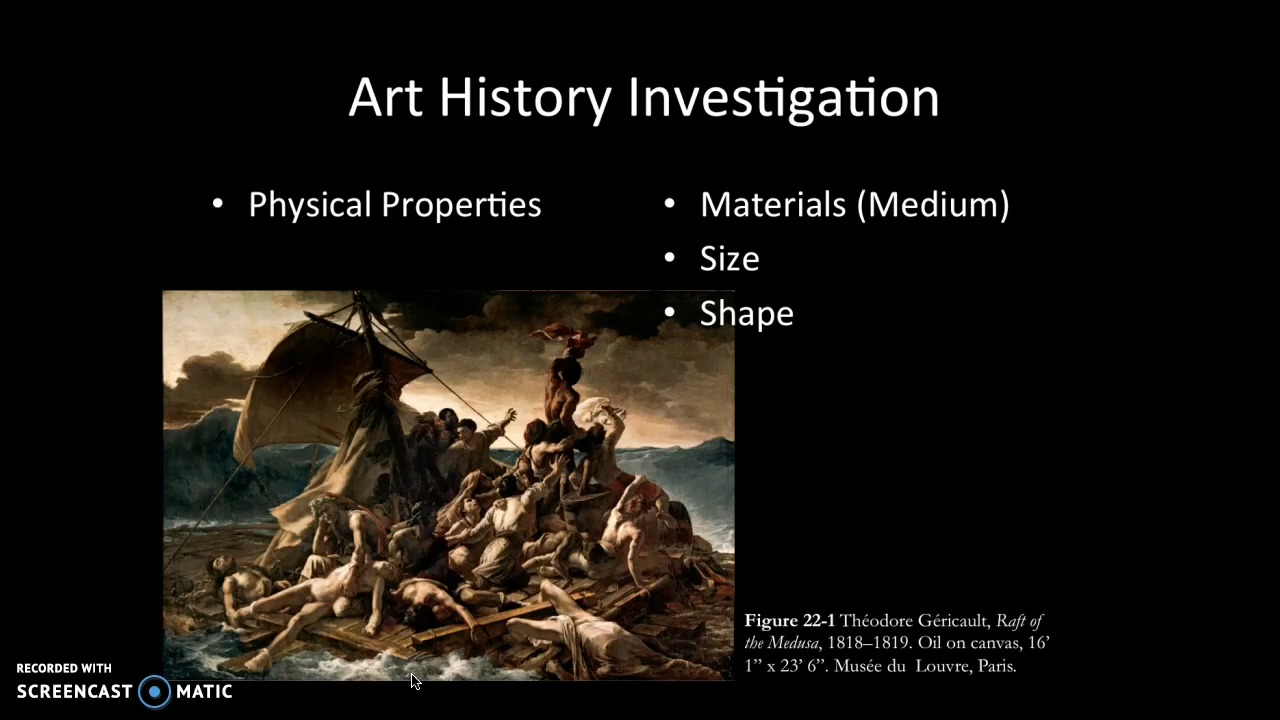 Art History Investigation
• Physical Properties
• Materials (Medium)
• Size
• Shape
Figure 22-1 Théodore Géricault, Raft of
the Medusa, 1818–1819. Oil on canvas, 16’
1” x 23’ 6”. Musée du Louvre, Paris.
RECORDED WITH
SCREENCAST MATIC